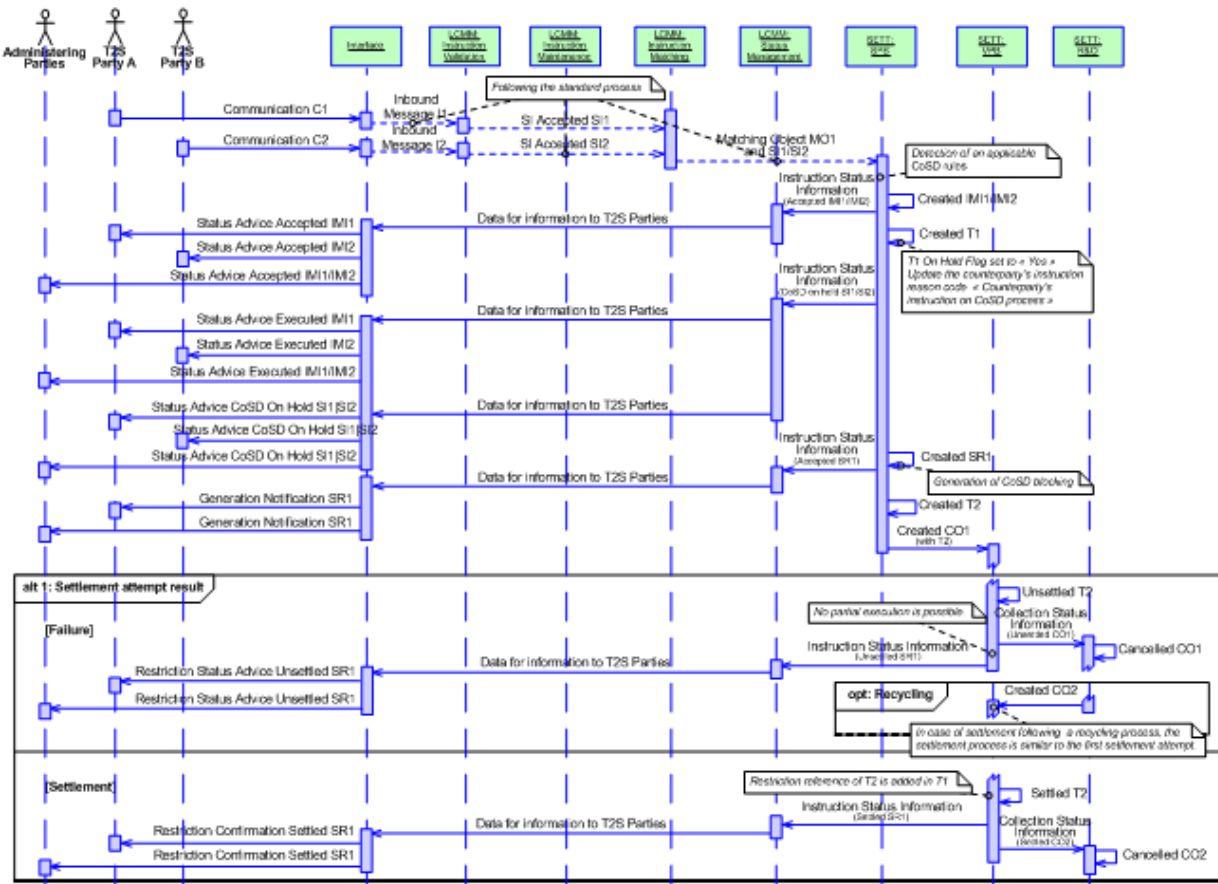 Administering
Parties
T2S
Party A
T2S
Party B
Interface
LCMM:
Instruction
Validation
LCMM:
Instruction
Maintenance
LCMM:
Instruction
Matching
LCMM:
Status
Management
SETT:
SETT:
VPB
SETT:
R&O
Following the standard process
Communication C1
Inbound
Message I1
SI Accepted SI1
Communication C2
Inbound
Message I2
SI Accepted SI2
Matching Object MO1
and SI1/SI2
Detection of an applicable
CoSD rules
Instruction Status
Information
(Accepted IMI1/IMI2)
Created IMI1/IMI2
Status Advice Accepted IMI1
Data for information to T2S Parties
Created T1
Status Advice Accepted IMI2
T1 On Hold Flag set to « Yes »
Update the counterparty's instruction
reason code « Counterparty's
instruction on CoSD process »
Status Advice Accepted IMI1/IMI2
Instruction Status
Information
(CoSD on hold SI1/SI2)
Status Advice Executed IMI1
Data for information to T2S Parties
Status Advice Executed IMI2
Status Advice Executed IMI1/IMI2
Status Advice CoSD On Hold SI1|SI2
Data for information to T2S Parties
Status Advice CoSD On Hold SI1|SI2
Instruction Status
Information
(Accepted SR1)
Status Advice CoSD On Hold SI1|SI2
Created SR1
Data for information to T2S Parties
Generation of CoSD blocking
Generation Notification SR1
Created T2
Generation Notification SR1
Created CO1
(with T2)
alt 1: Settlement attempt result
Unsettled T2
No partial execution is possible
Collection Status
Information
(Unsettled CO1)
[Failure]
Instruction Status Information
(Unsettled SR1)
Cancelled CO1
Data for information to T2S Parties
Restriction Status Advice Unsettled SR1
Restriction Status Advice Unsettled SR1
opt: Recycling
Created CO2
In case of settlement following a recycling process, the
settlement process is similar to the first settlement attempt.
[Settlement]
Restriction reference of T2 is added in T1
Settled T2
Instruction Status Information
(Settled SR1)
Collection Status
Information
(Settled CO2)
Data for information to T2S Parties
Restriction Confirmation Settled SR1
Restriction Confirmation Settled SR1
Cancelled CO2